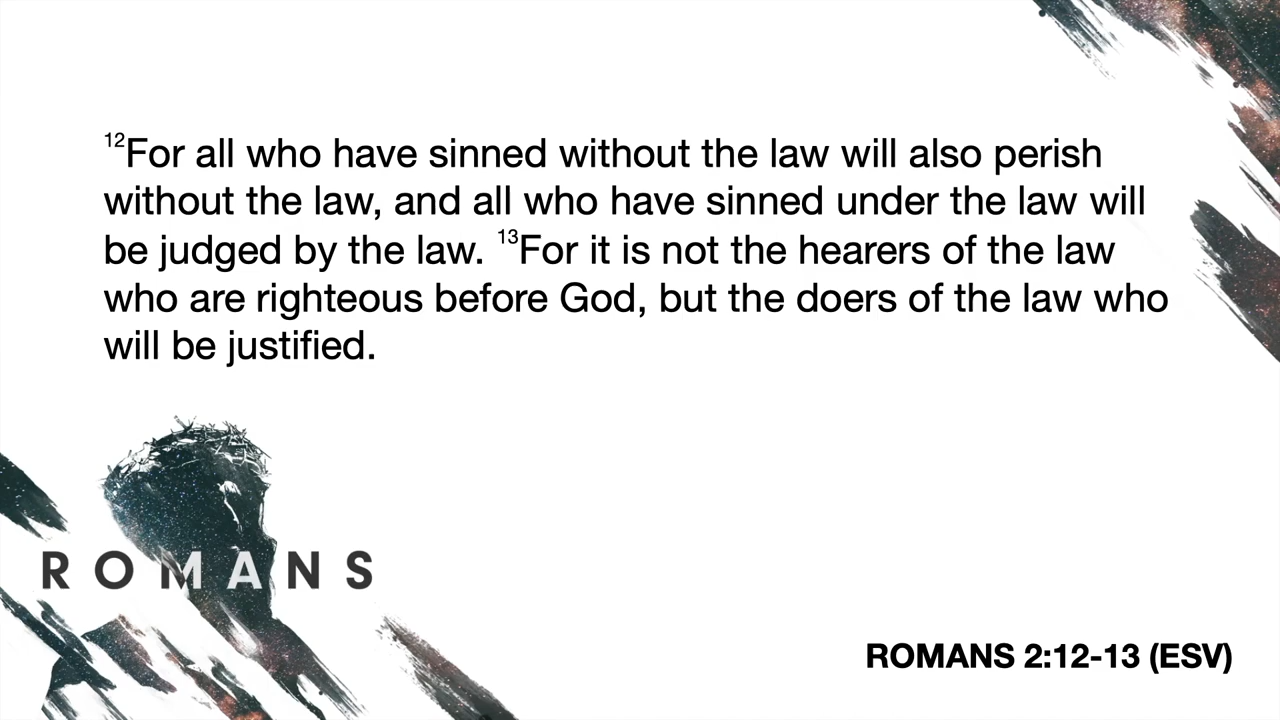 12For all who have sinned without the law will also perish
without the law, and all who have sinned under the law will
be judged by the law. 13For it is not the hearers of the law
who are righteous before God, but the doers of the law who
will be justified.
ROMANS
ROMANS 2:12-13 (ESV)